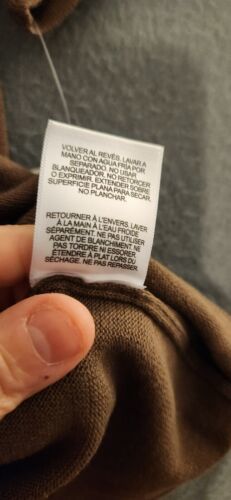 VOLVER AL REVÉS. LAVAR A
MANO CON AGUA FRÍA POR
SEPARADO. NO USAR
BLANQUEADOR. NO RETORCER
O EXPRIMIR. EXTENDER SOBRE
SUPERFICIE PLANA PARA SECAR.
NO PLANCHAR.
RETOURNER À L'ENVERS. LAVER
À LA MAIN À L'EAU FROIDE
SÉPARÉMENT. NE PAS UTILISER
AGENT DE BLANCHIMENT. NE
PAS TORDRE NI ESSORER
ÉTENDRE À PLAT LORS DU
SÉCHAGE. NE PAS REPASSER.